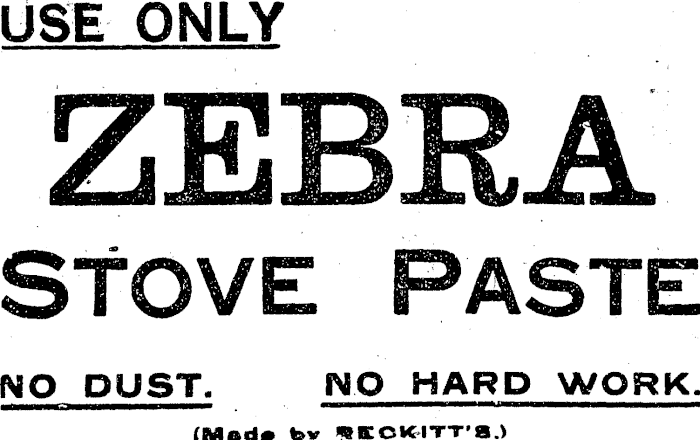 USE ONLY
ZEBRA
STOVE PASTE
NO DUST. NO HARD WORK.
(Made by RECKITT'S.)